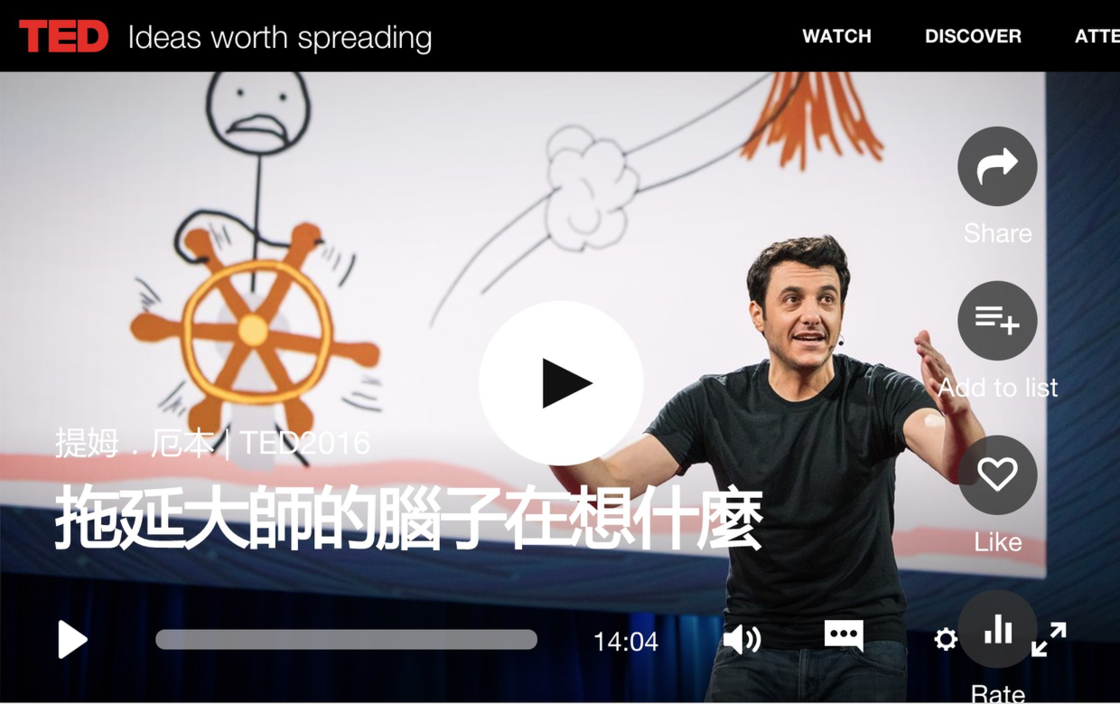 TED Ideas worth spreading WATCH DISCOVER ATTE
Share
Add to list
提姆．厄本 | TED2016
拖延大師的腦子在想什麼
Like
14:04
Rate